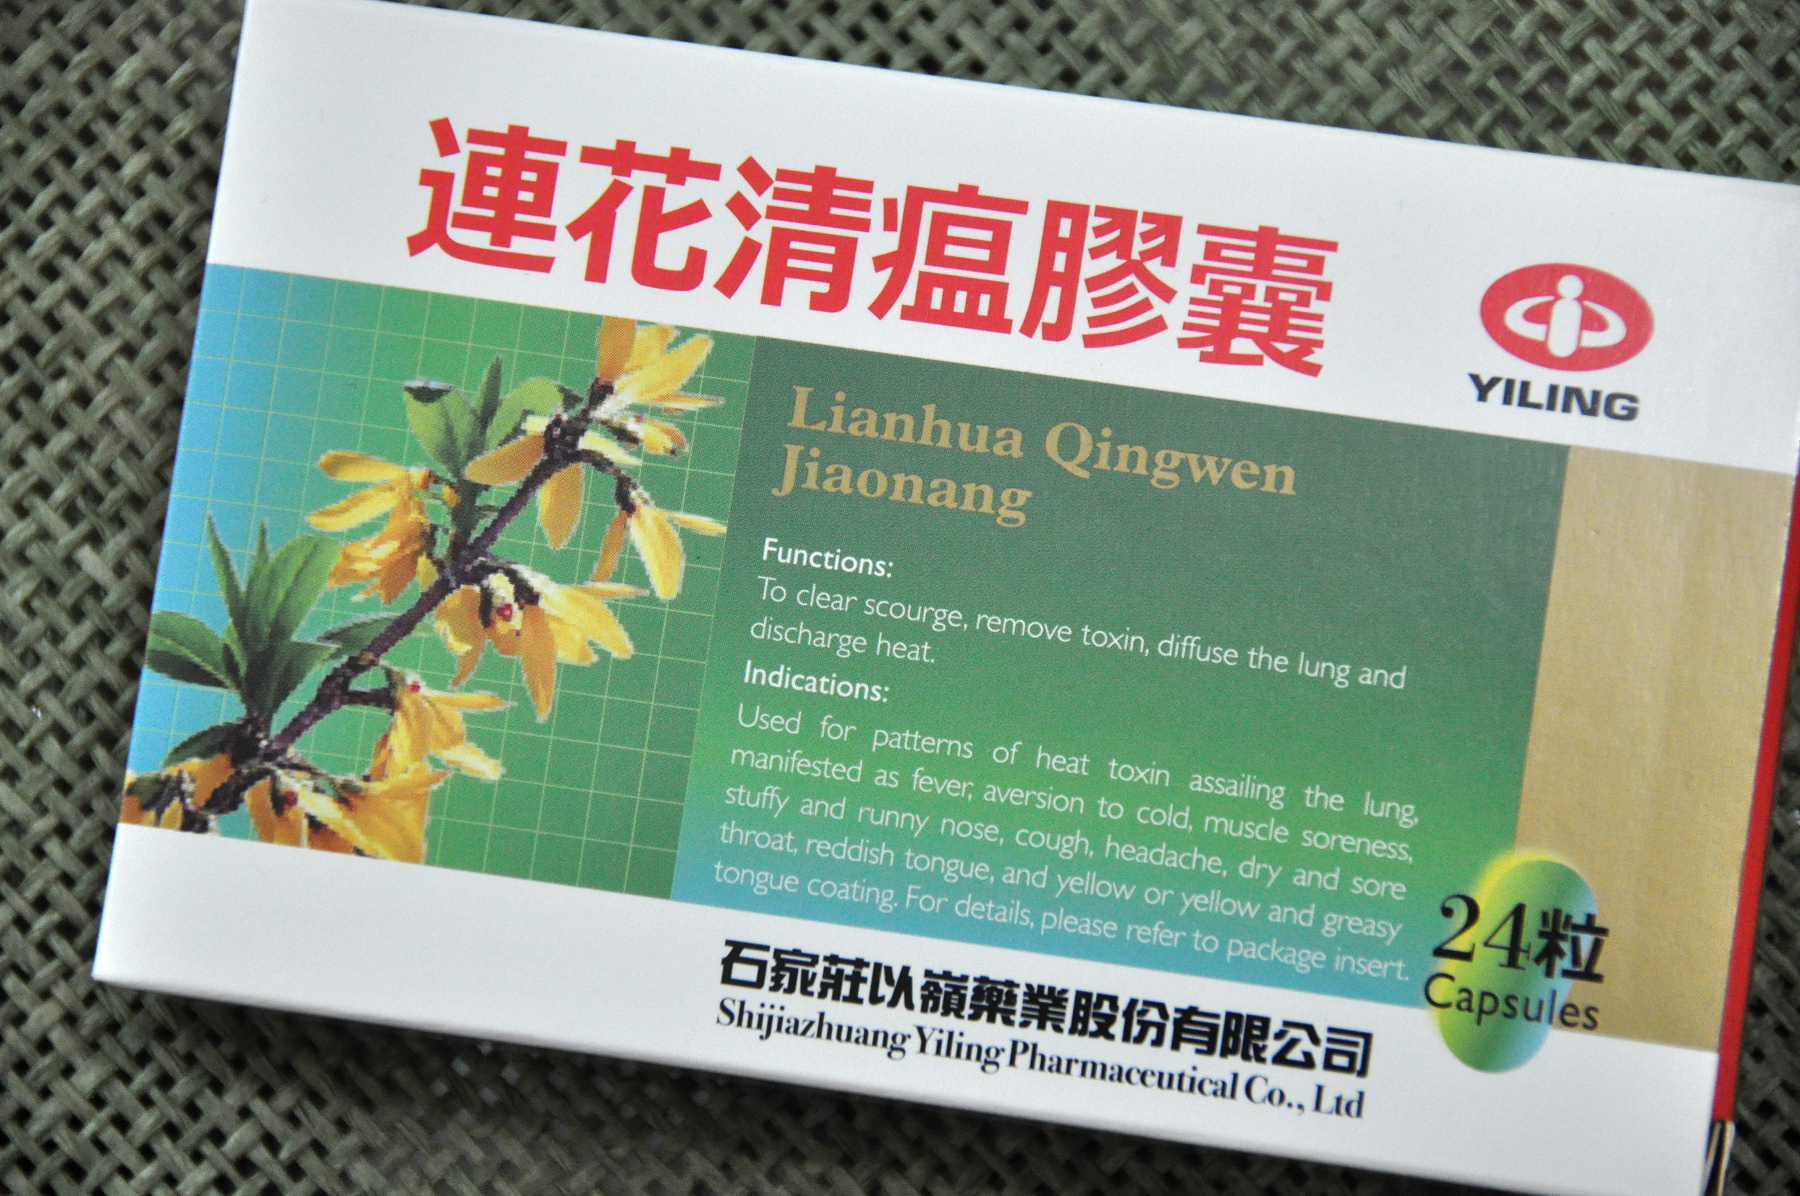 連花清瘟膠囊
YILING
Lianhua Qingwen
Jiaonang
Functions:
To clear scourge, remove toxin, diffuse the lung and
discharge heat.
Indications:
Used for patterns of heat toxin assailing the lung,
manifested as fever, aversion to cold, muscle soreness,
stuffy and runny nose, cough, headache, dry and sore
throat, reddish tongue, and yellow or yellow and greasy
tongue coating. For details, please refer to package insert.
24粒
Capsules
石家莊以嶺藥業股份有限公司
Shijiazhuang Yiling Pharmaceutical Co., Ltd